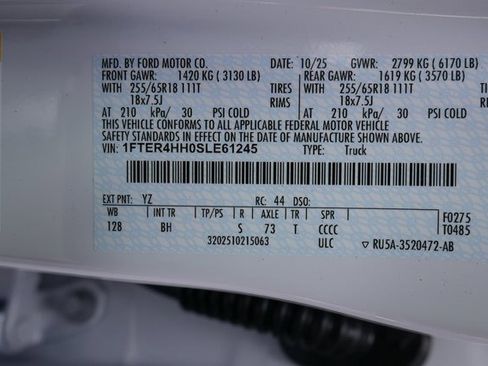 MFD. BY FORD MOTOR CO. 10/25 GVWR: 2799 KG (6170 LB)
FRONT GAWR: 1420 KG (3130 LB) REAR GAWR: 1619 KG (3570 LB)
WITH 255/65R18 111T TIRES WITH 255/65R18 111T TIRES
18x7.5J RIMS 18x7.5J RIMS
AT 210 kPa/ 30 PSI COLD AT 210 kPa/ 30 PSI COLD
THIS VEHICLE CONFORMS TO ALL APPLICABLE FEDERAL MOTOR VEHICLE
SAFETY STANDARDS IN EFFECT ON THE DATE OF MANUFACTURE SHOWN ABOVE.
VIN: 1FTER4HH0SLE61245 TYPE: Truck
EXT PNT: YZ RC: 44 DSO: F0275
WB INT TR TP/PS R AXLE TR SPR T0485
128 BH S 73 T CCCC
3202510215063 ULC ▽ RU5A-3520472-AB